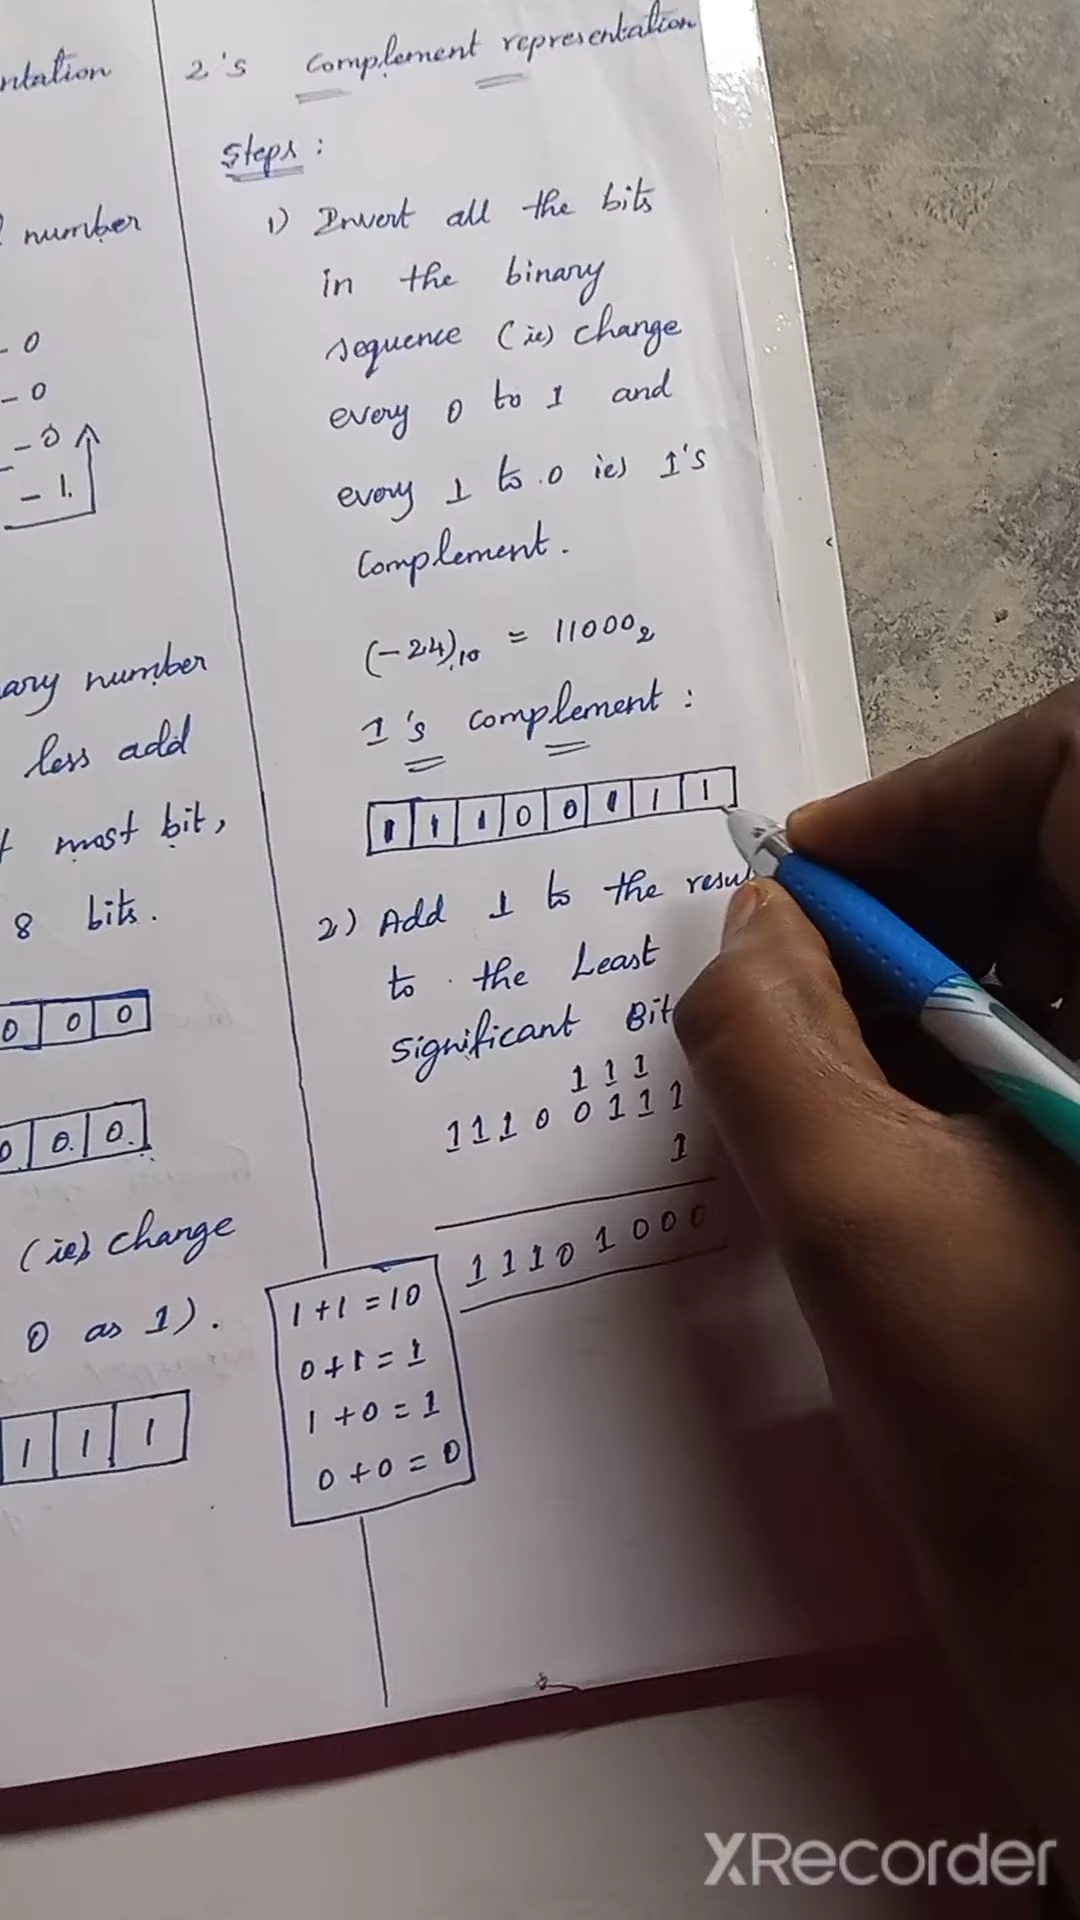 ntation
number
- 0
- 0
- 0
- 1.
ary number
less add
most bit,
8 bits.
0 0 0
0 0. 0.
(ie) change
0 as 1).
1 1 1
2's complement representation
Steps:
1) Invert all the bits
in the binary
sequence (ie) change
every 0 to 1 and
every 1 to 0 ie) 1's
complement.
(-24)10 = 110002
1's complement:
1 1 1 0 0 1 1 1
2) Add 1 to the resu
to the Least
Significant Bit
1 1 1
1 1 1 0 0 1 1 1
1
1 1 1 0 1 0 0 0
1 + 1 = 10
0 + 1 = 1
1 + 0 = 1
0 + 0 = 0
XRecorder